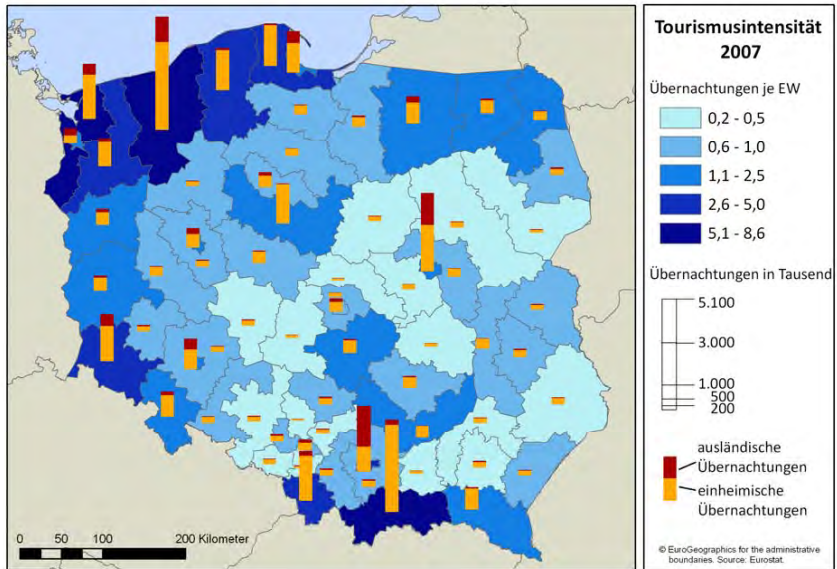 Tourismusintensität
2007
Übernachtungen je EW
0,2 - 0,5
0,6 - 1,0
1,1 - 2,5
2,6 - 5,0
5,1 - 8,6
Übernachtungen in Tausend
5.100
3.000
1.000
500
200
ausländische
Übernachtungen
einheimische
Übernachtungen
0 50 100 200 Kilometer
© EuroGeographics for the administrative
boundaries. Source: Eurostat.